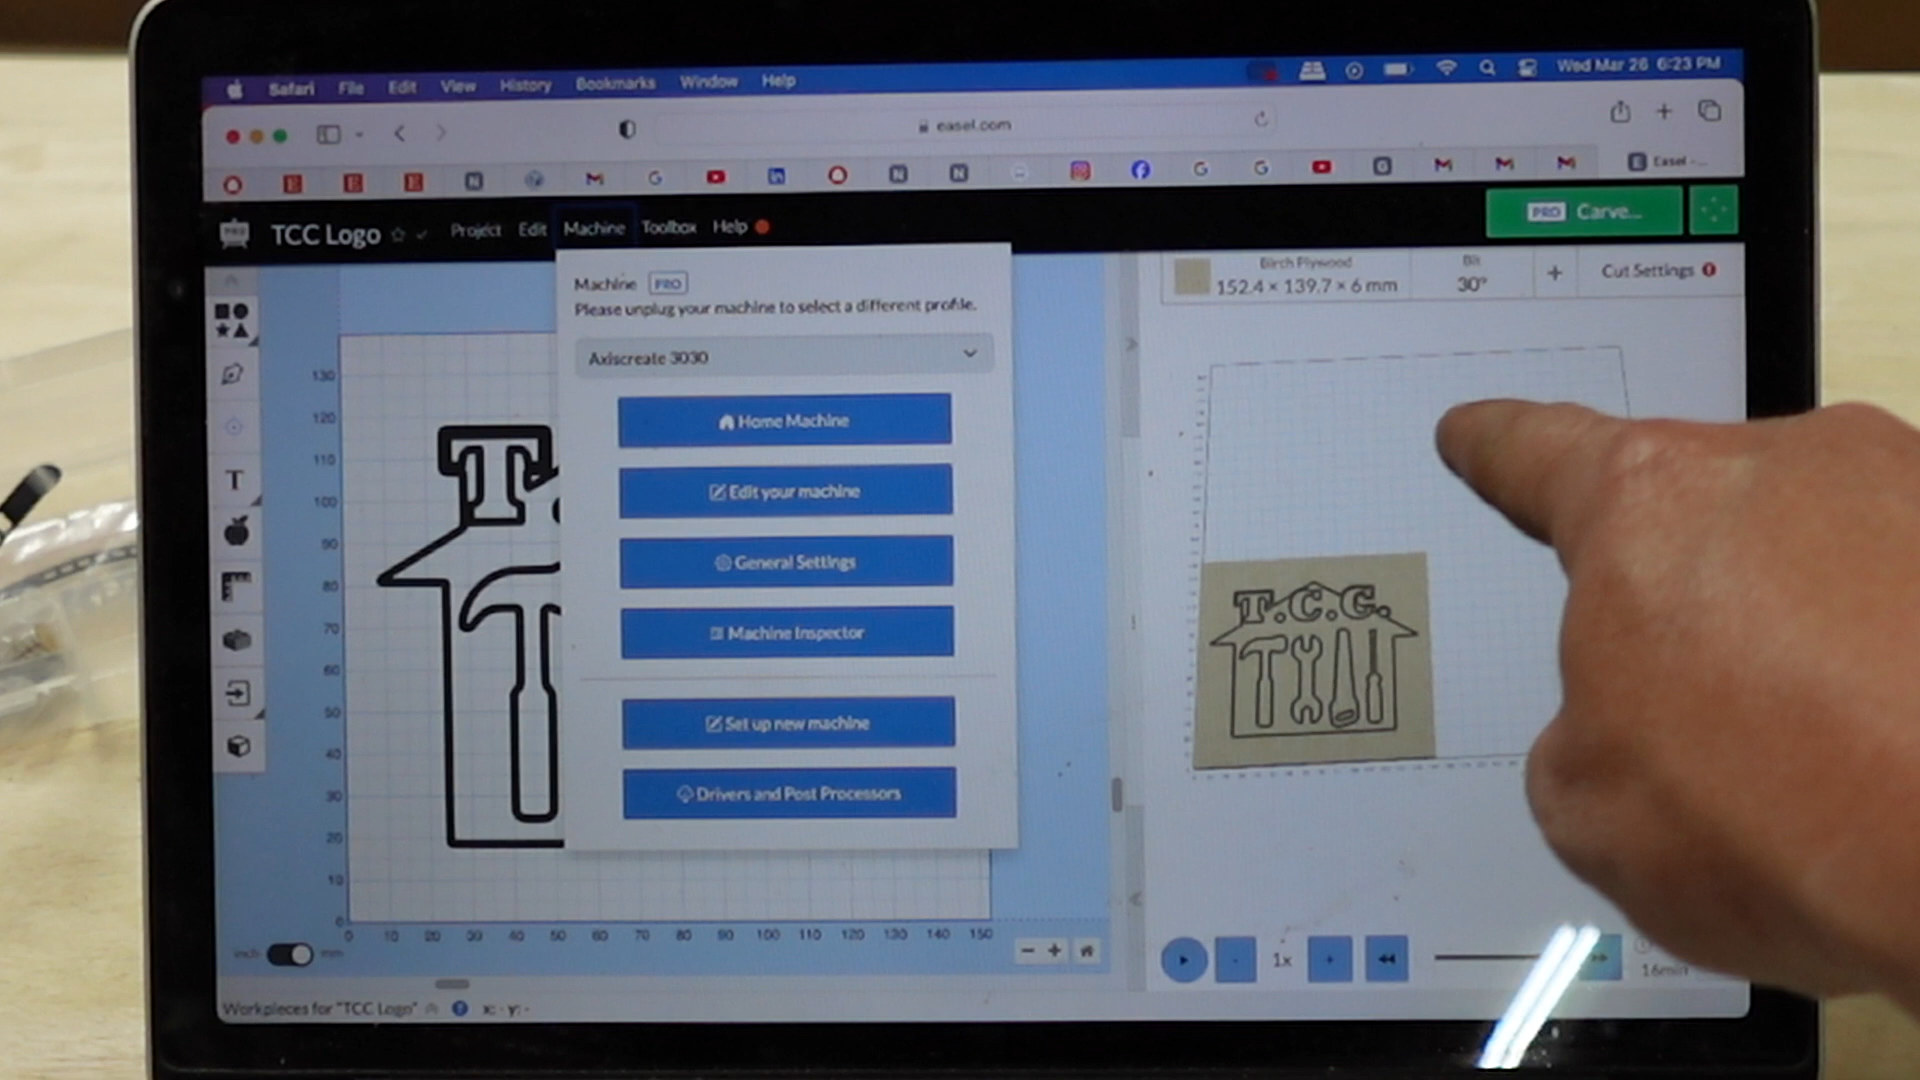 Safari File Edit View History Bookmarks Window Help Wed Mar 26 6:23 PM
easel.com
Easel -...
TCC Logo Project Edit Machine Toolbox Help PRO Carve...
Machine PRO
Please unplug your machine to select a different profile.
Axiscreate 3030
Home Machine
Edit your machine
General Settings
Machine Inspector
Set up new machine
Drivers and Post Processors
Birch Plywood
152.4 × 139.7 × 6 mm
Bit
30°
+
Cut Settings
T
130
120
110
100
90
80
70
60
50
40
30
20
10
0
0 10 20 30 40 50 60 70 80 90 100 110 120 130 140 150
T.
T.C.C.
inch mm
- 1x +
16min
Workpieces for "TCC Logo" ? x: - y: -